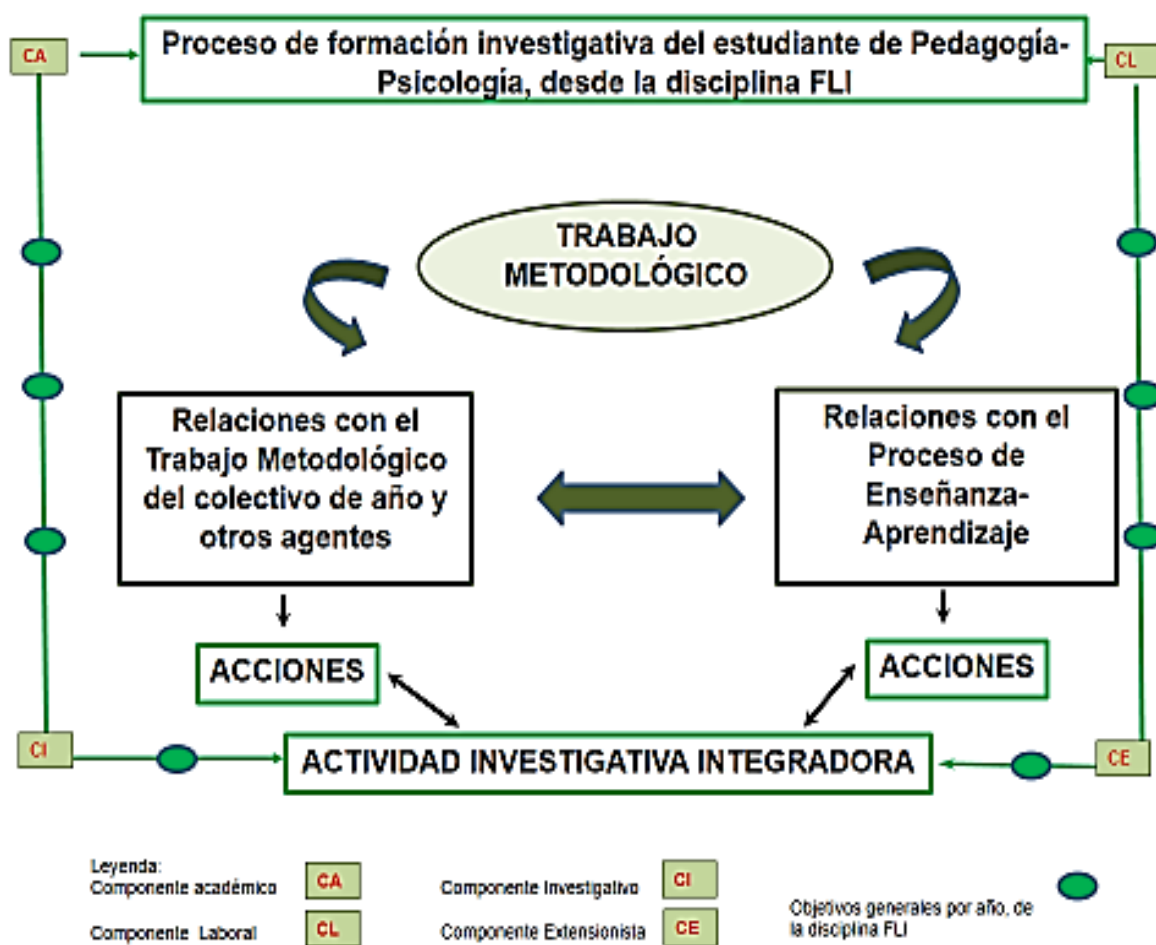 CA
Proceso de formación investigativa del estudiante de Pedagogía-
Psicología, desde la disciplina FLI
CL
TRABAJO
METODOLÓGICO
Relaciones con el
Trabajo Metodológico
del colectivo de año y
otros agentes
Relaciones con el
Proceso de
Enseñanza-
Aprendizaje
ACCIONES
ACCIONES
CI
ACTIVIDAD INVESTIGATIVA INTEGRADORA
CE
Leyenda:
Componente académico
CA
Componente Investigativo
CI
Componente Laboral
CL
Componente Extensionista
CE
Objetivos generales por año, de
la disciplina FLI